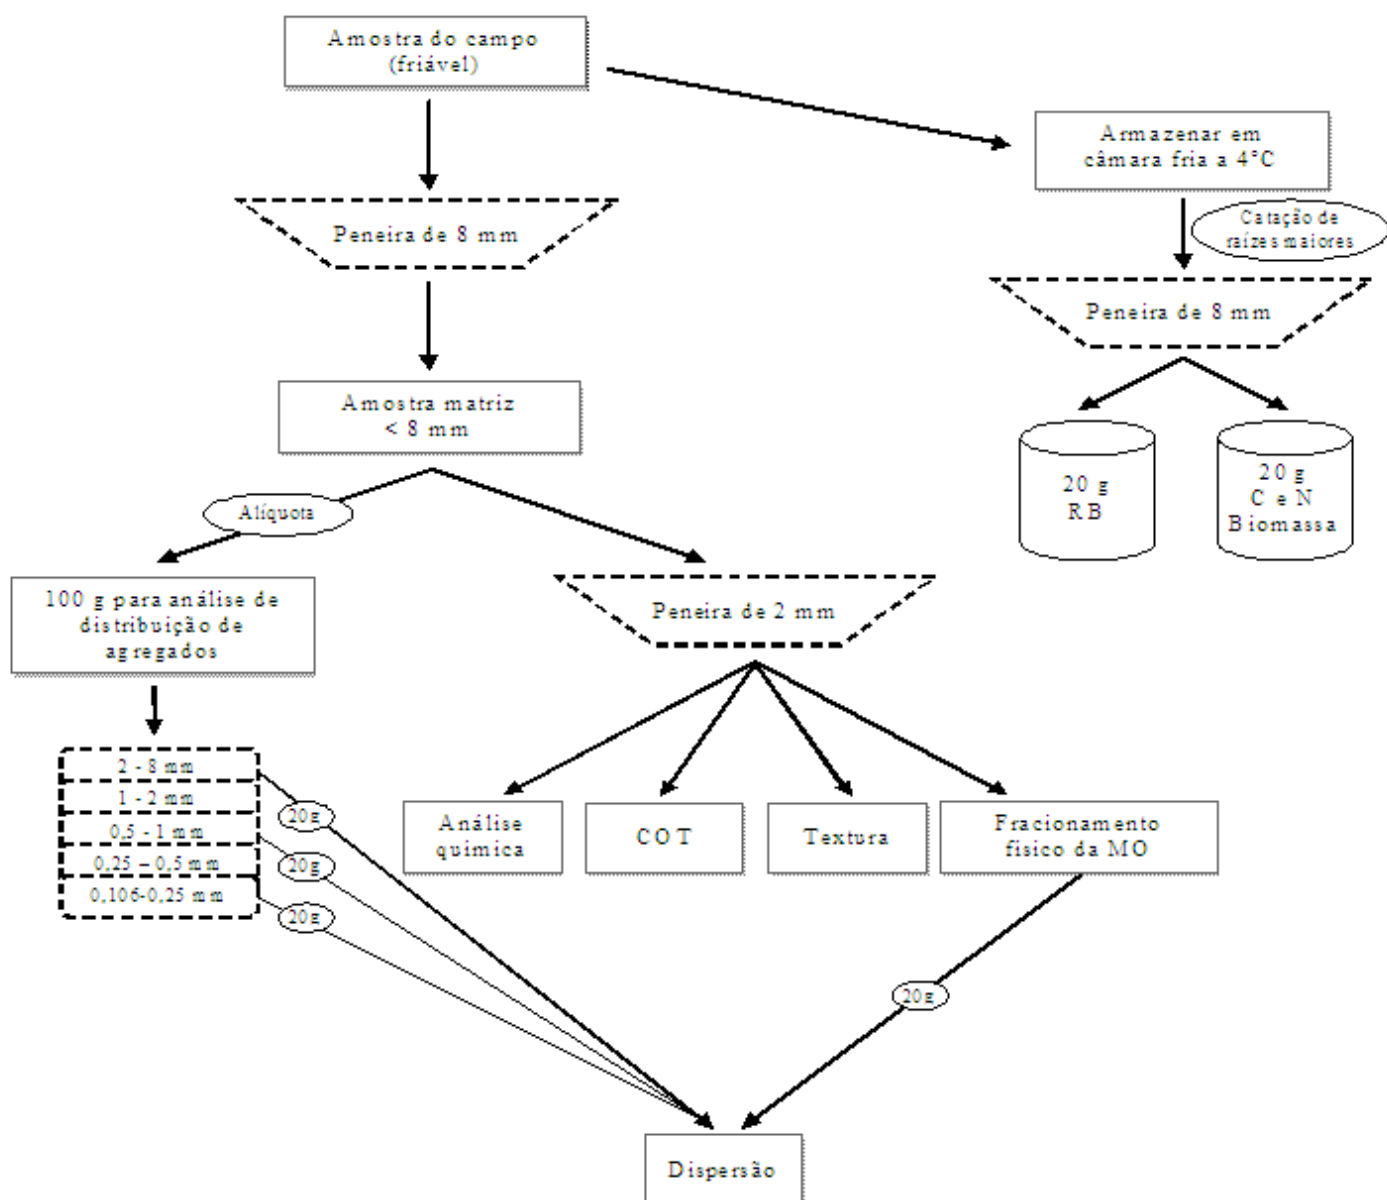 Amostra do campo
(friável)
Armazenar em
câmara fria a 4°C
Catação de
raízes maiores
Peneira de 8 mm
Peneira de 8 mm
Amostra matriz
< 8 mm
20 g
RB
20 g
C e N
Biomassa
Alíquota
100 g para análise de
distribuição de
agregados
Peneira de 2 mm
2 - 8 mm
1 - 2 mm
0,5 - 1 mm
0,25 – 0,5 mm
0,106-0,25 mm
20g
20g
20g
Análise
química
COT
Textura
Fracionamento
físico da MO
20g
Dispersão